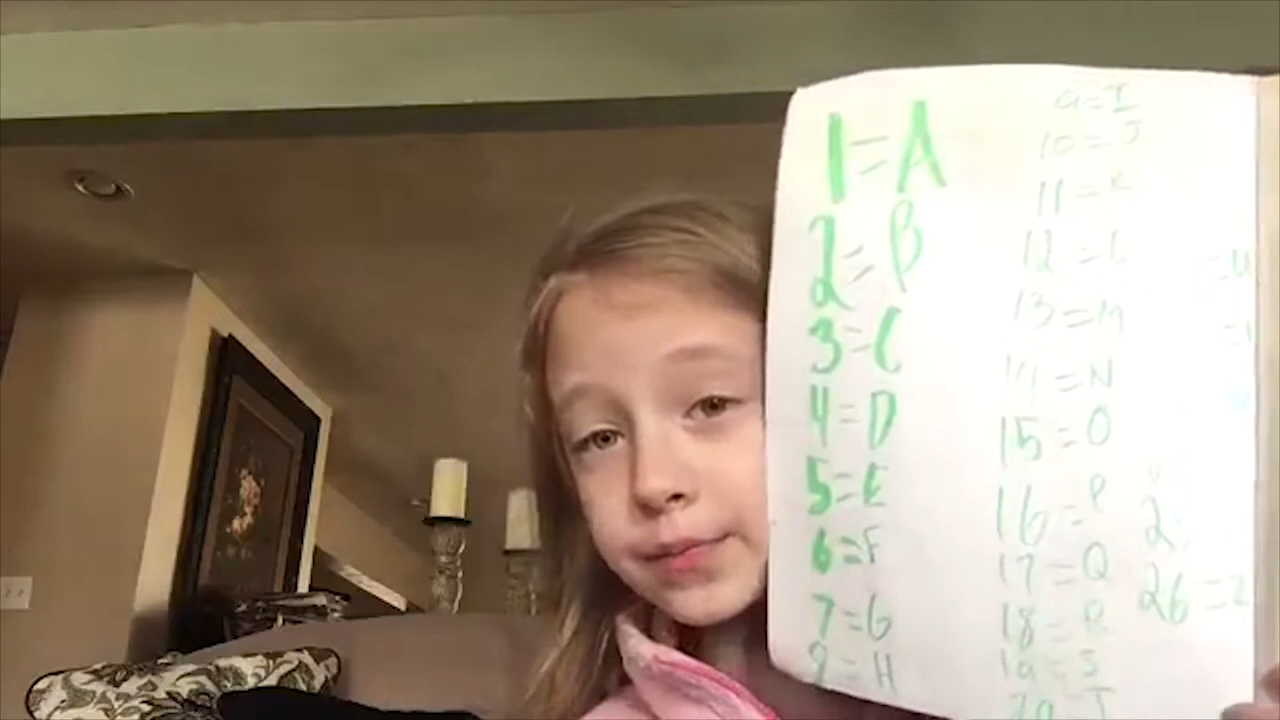 1=A
2=B
3=C
4=D
5=E
6=F
7=G
8=H
9=I
10=J
11=K
12=L
13=M
14=N
15=O
16=P
17=Q
18=R
19=S
20=T
26=Z